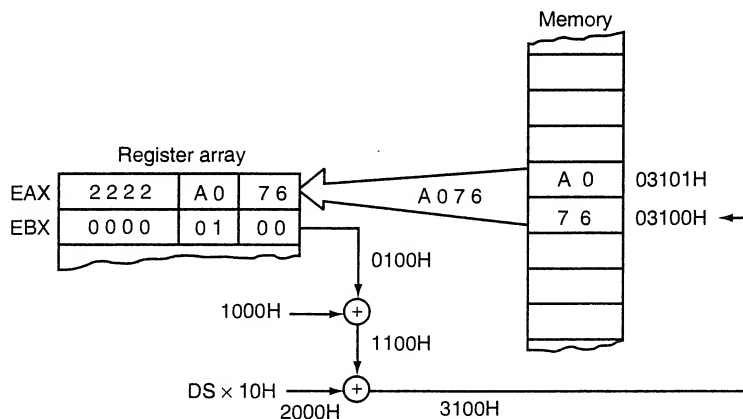 Memory
Register array
EAX 2222 A0 76
EBX 0000 01 00
A076
A0 03101H
76 03100H
0100H
1000H +
1100H
DS × 10H +
2000H
3100H